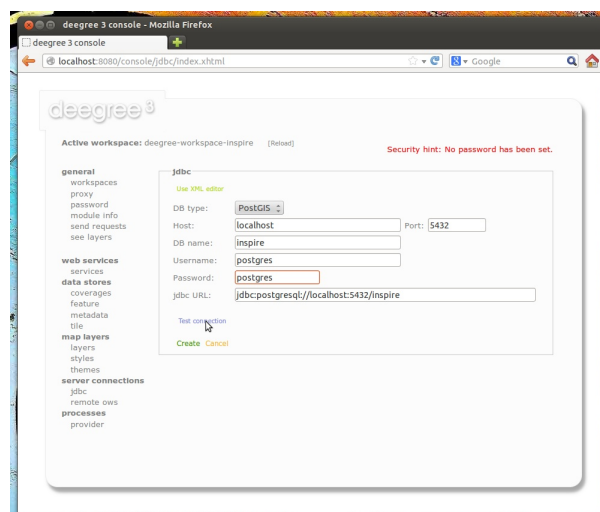 deegree 3 console - Mozilla Firefox
deegree 3 console
localhost:8080/console/jdbc/index.xhtml
Google
deegree 3
Active workspace: deegree-workspace-inspire [Reload]
Security hint: No password has been set.
general
workspaces
proxy
password
module info
send requests
see layers
web services
services
data stores
coverages
feature
metadata
tile
map layers
layers
styles
themes
server connections
jdbc
remote ows
processes
provider
jdbc
Use XML editor
DB type: PostGIS
Host: localhost Port: 5432
DB name: inspire
Username: postgres
Password: postgres
jdbc URL: jdbc:postgresql://localhost:5432/inspire
Test connection
Create Cancel